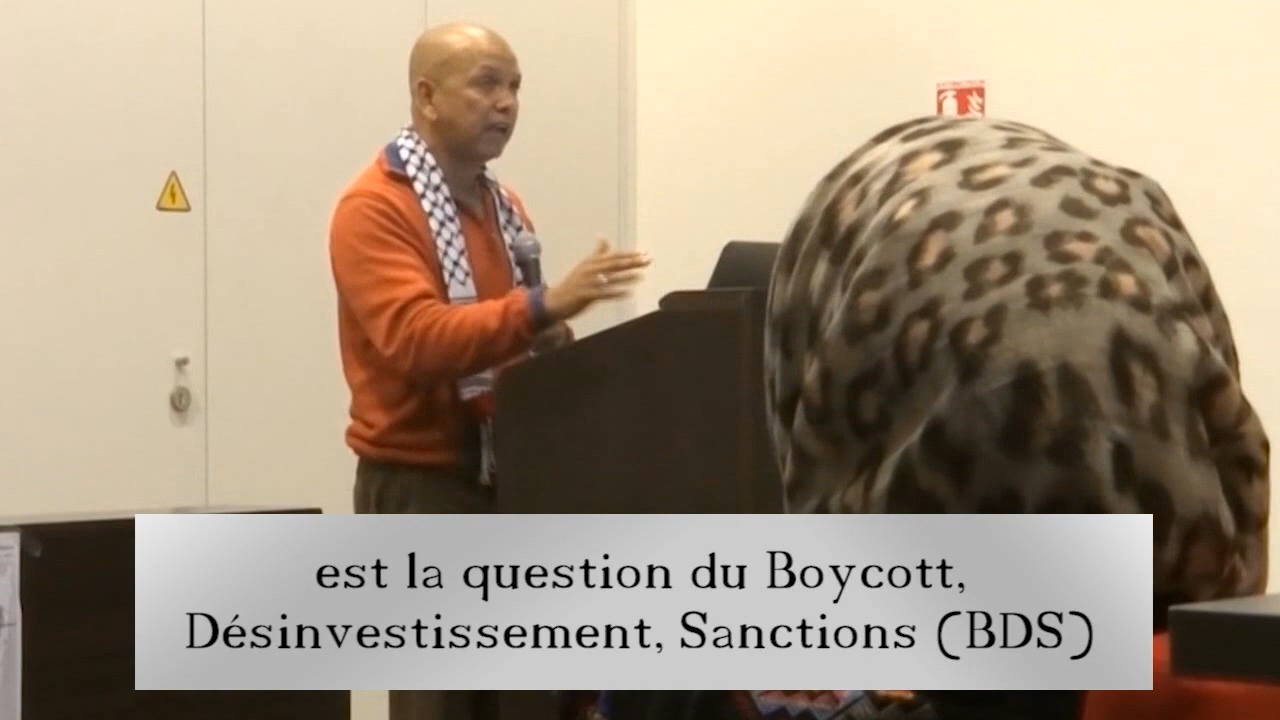 est la question du Boycott,
Désinvestissement, Sanctions (BDS)